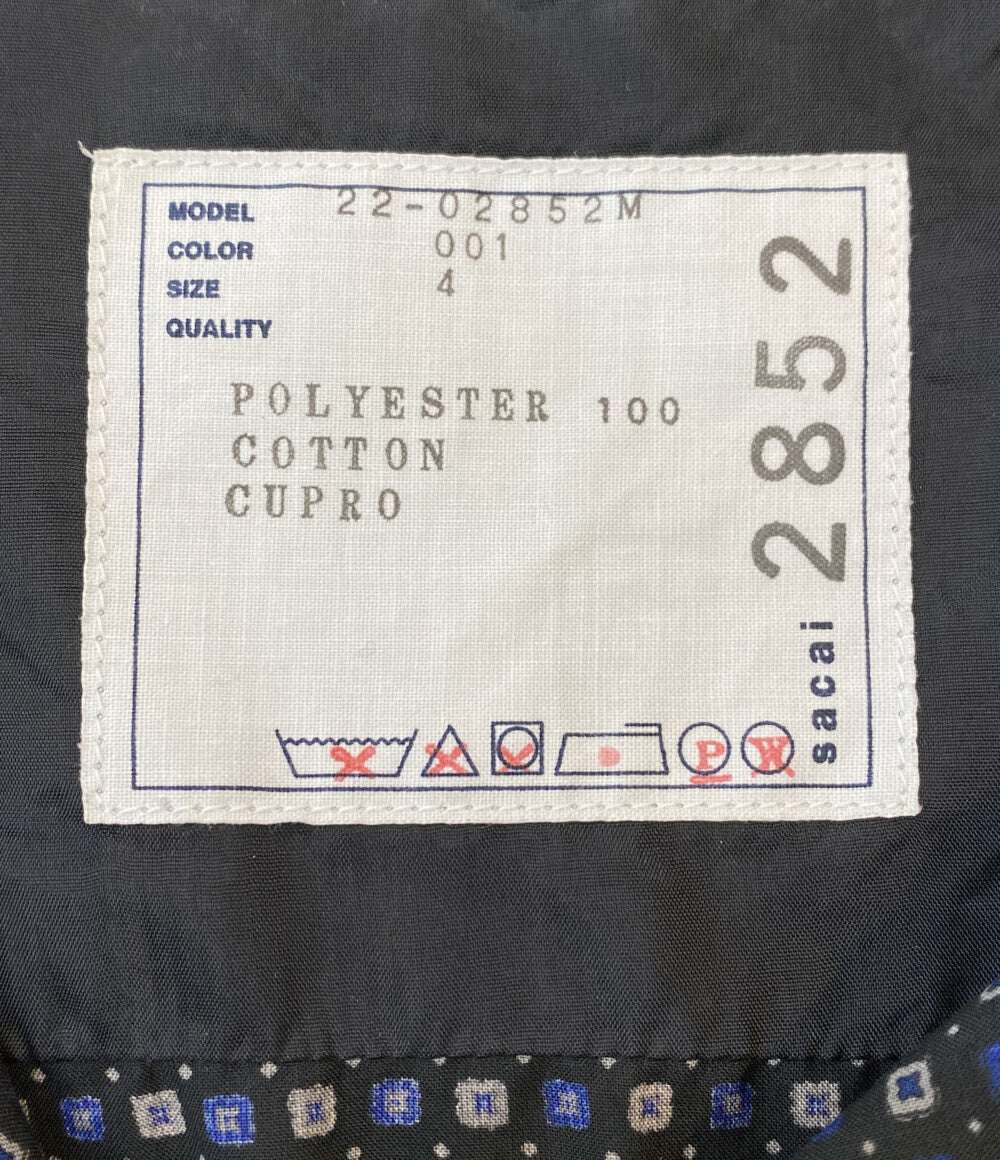 MODEL 22-02852M
COLOR 001
SIZE 4
QUALITY
POLYESTER 100
COTTON
CUPRO
P W
sacai 2852